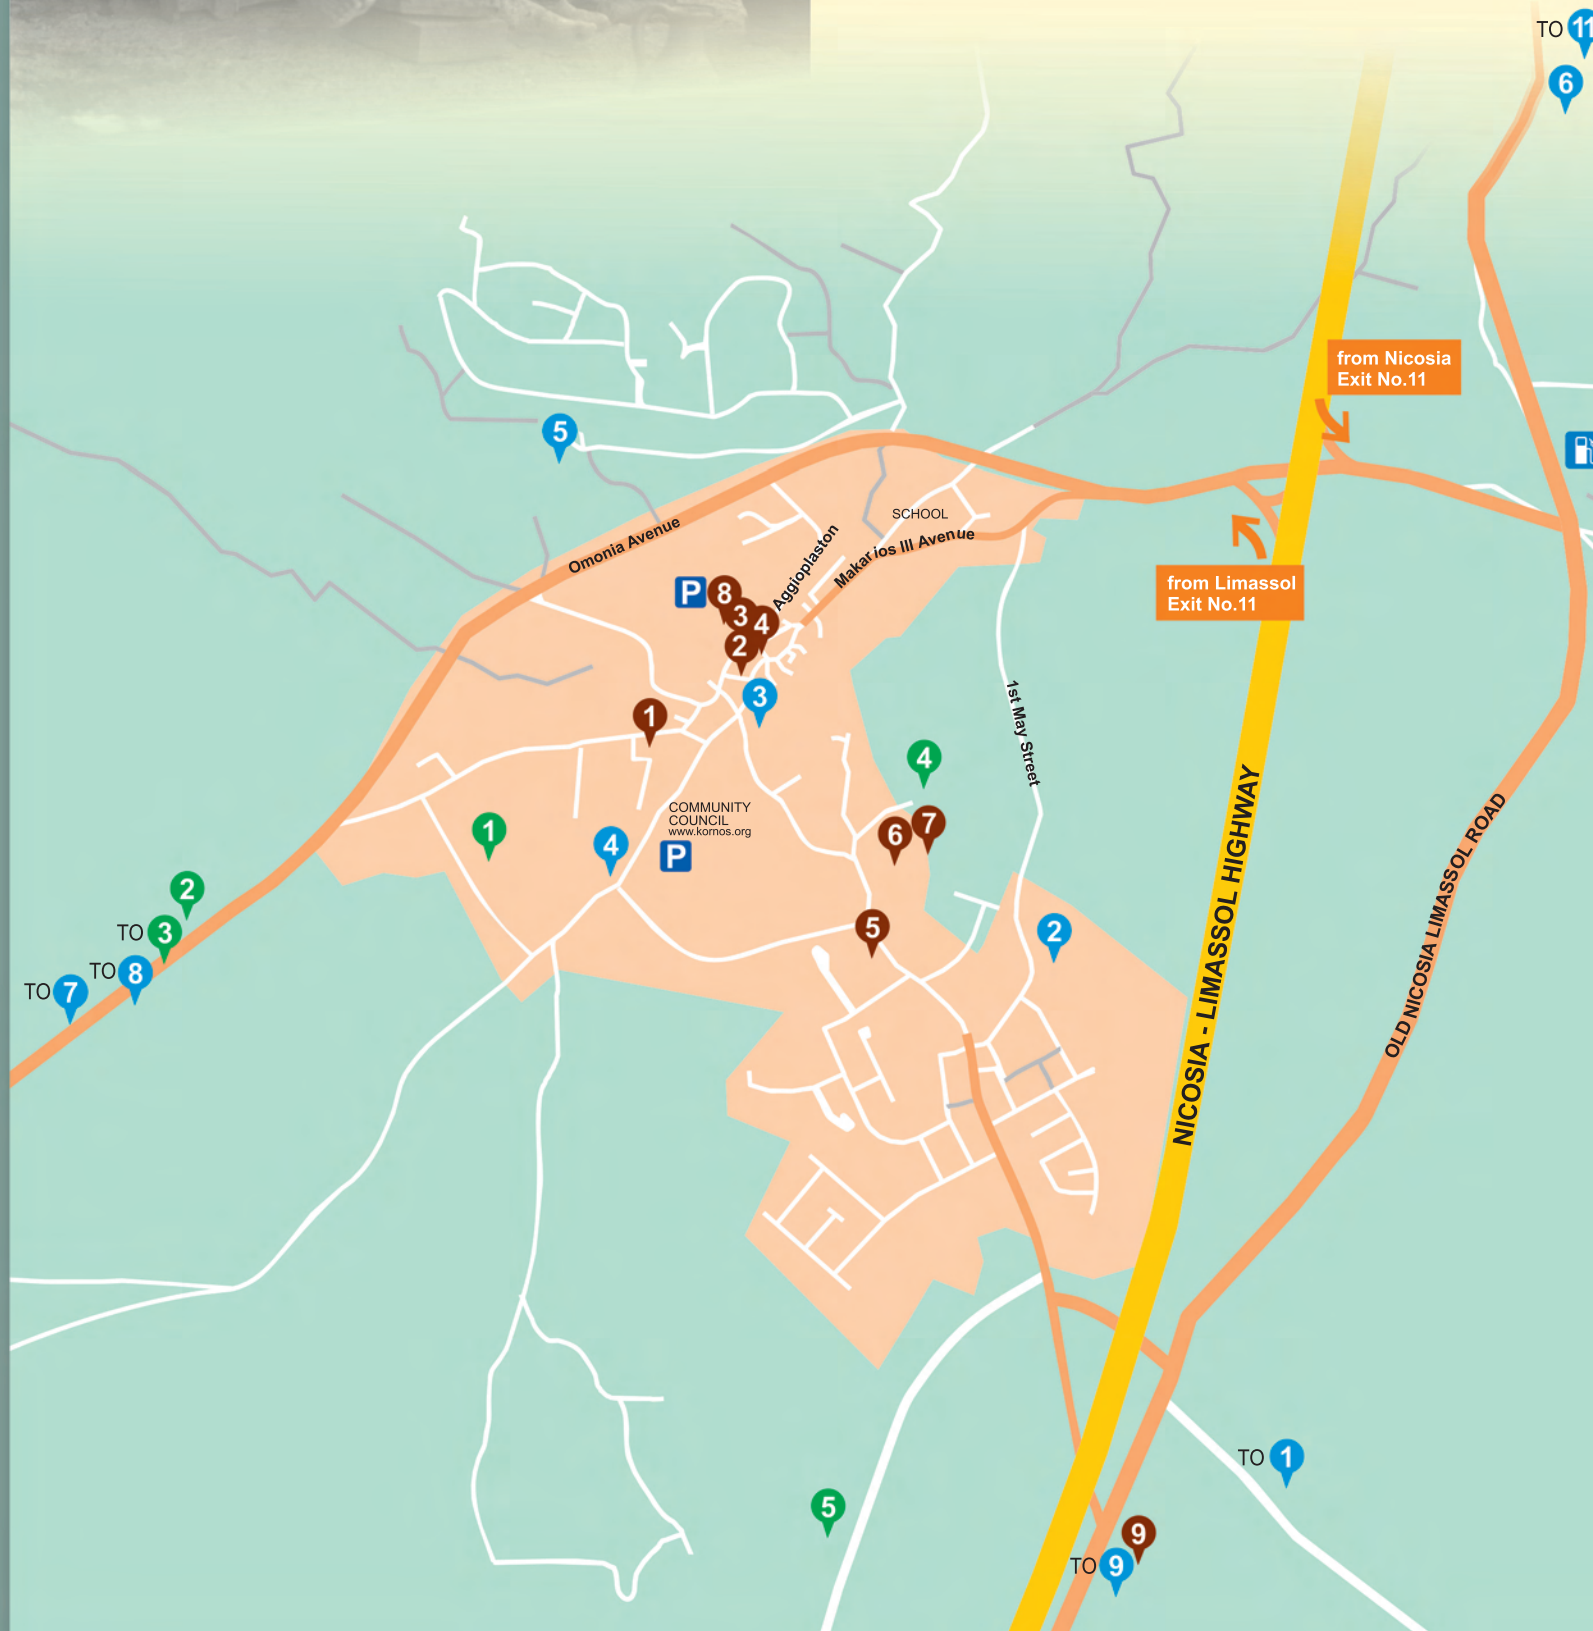 TO 11
6
from Nicosia
Exit No.11
5
SCHOOL
Omonia Avenue
Makarios III Avenue
Aggioplaston
from Limassol
Exit No.11
P 8
3
4
2
3
1
1st May Street
4
COMMUNITY
COUNCIL
www.kornos.org
1
4
P
6
7
NICOSIA - LIMASSOL HIGHWAY
OLD NICOSIA LIMASSOL ROAD
2
TO 3
5
2
TO 8
TO 7
TO 1
5
9
TO 9